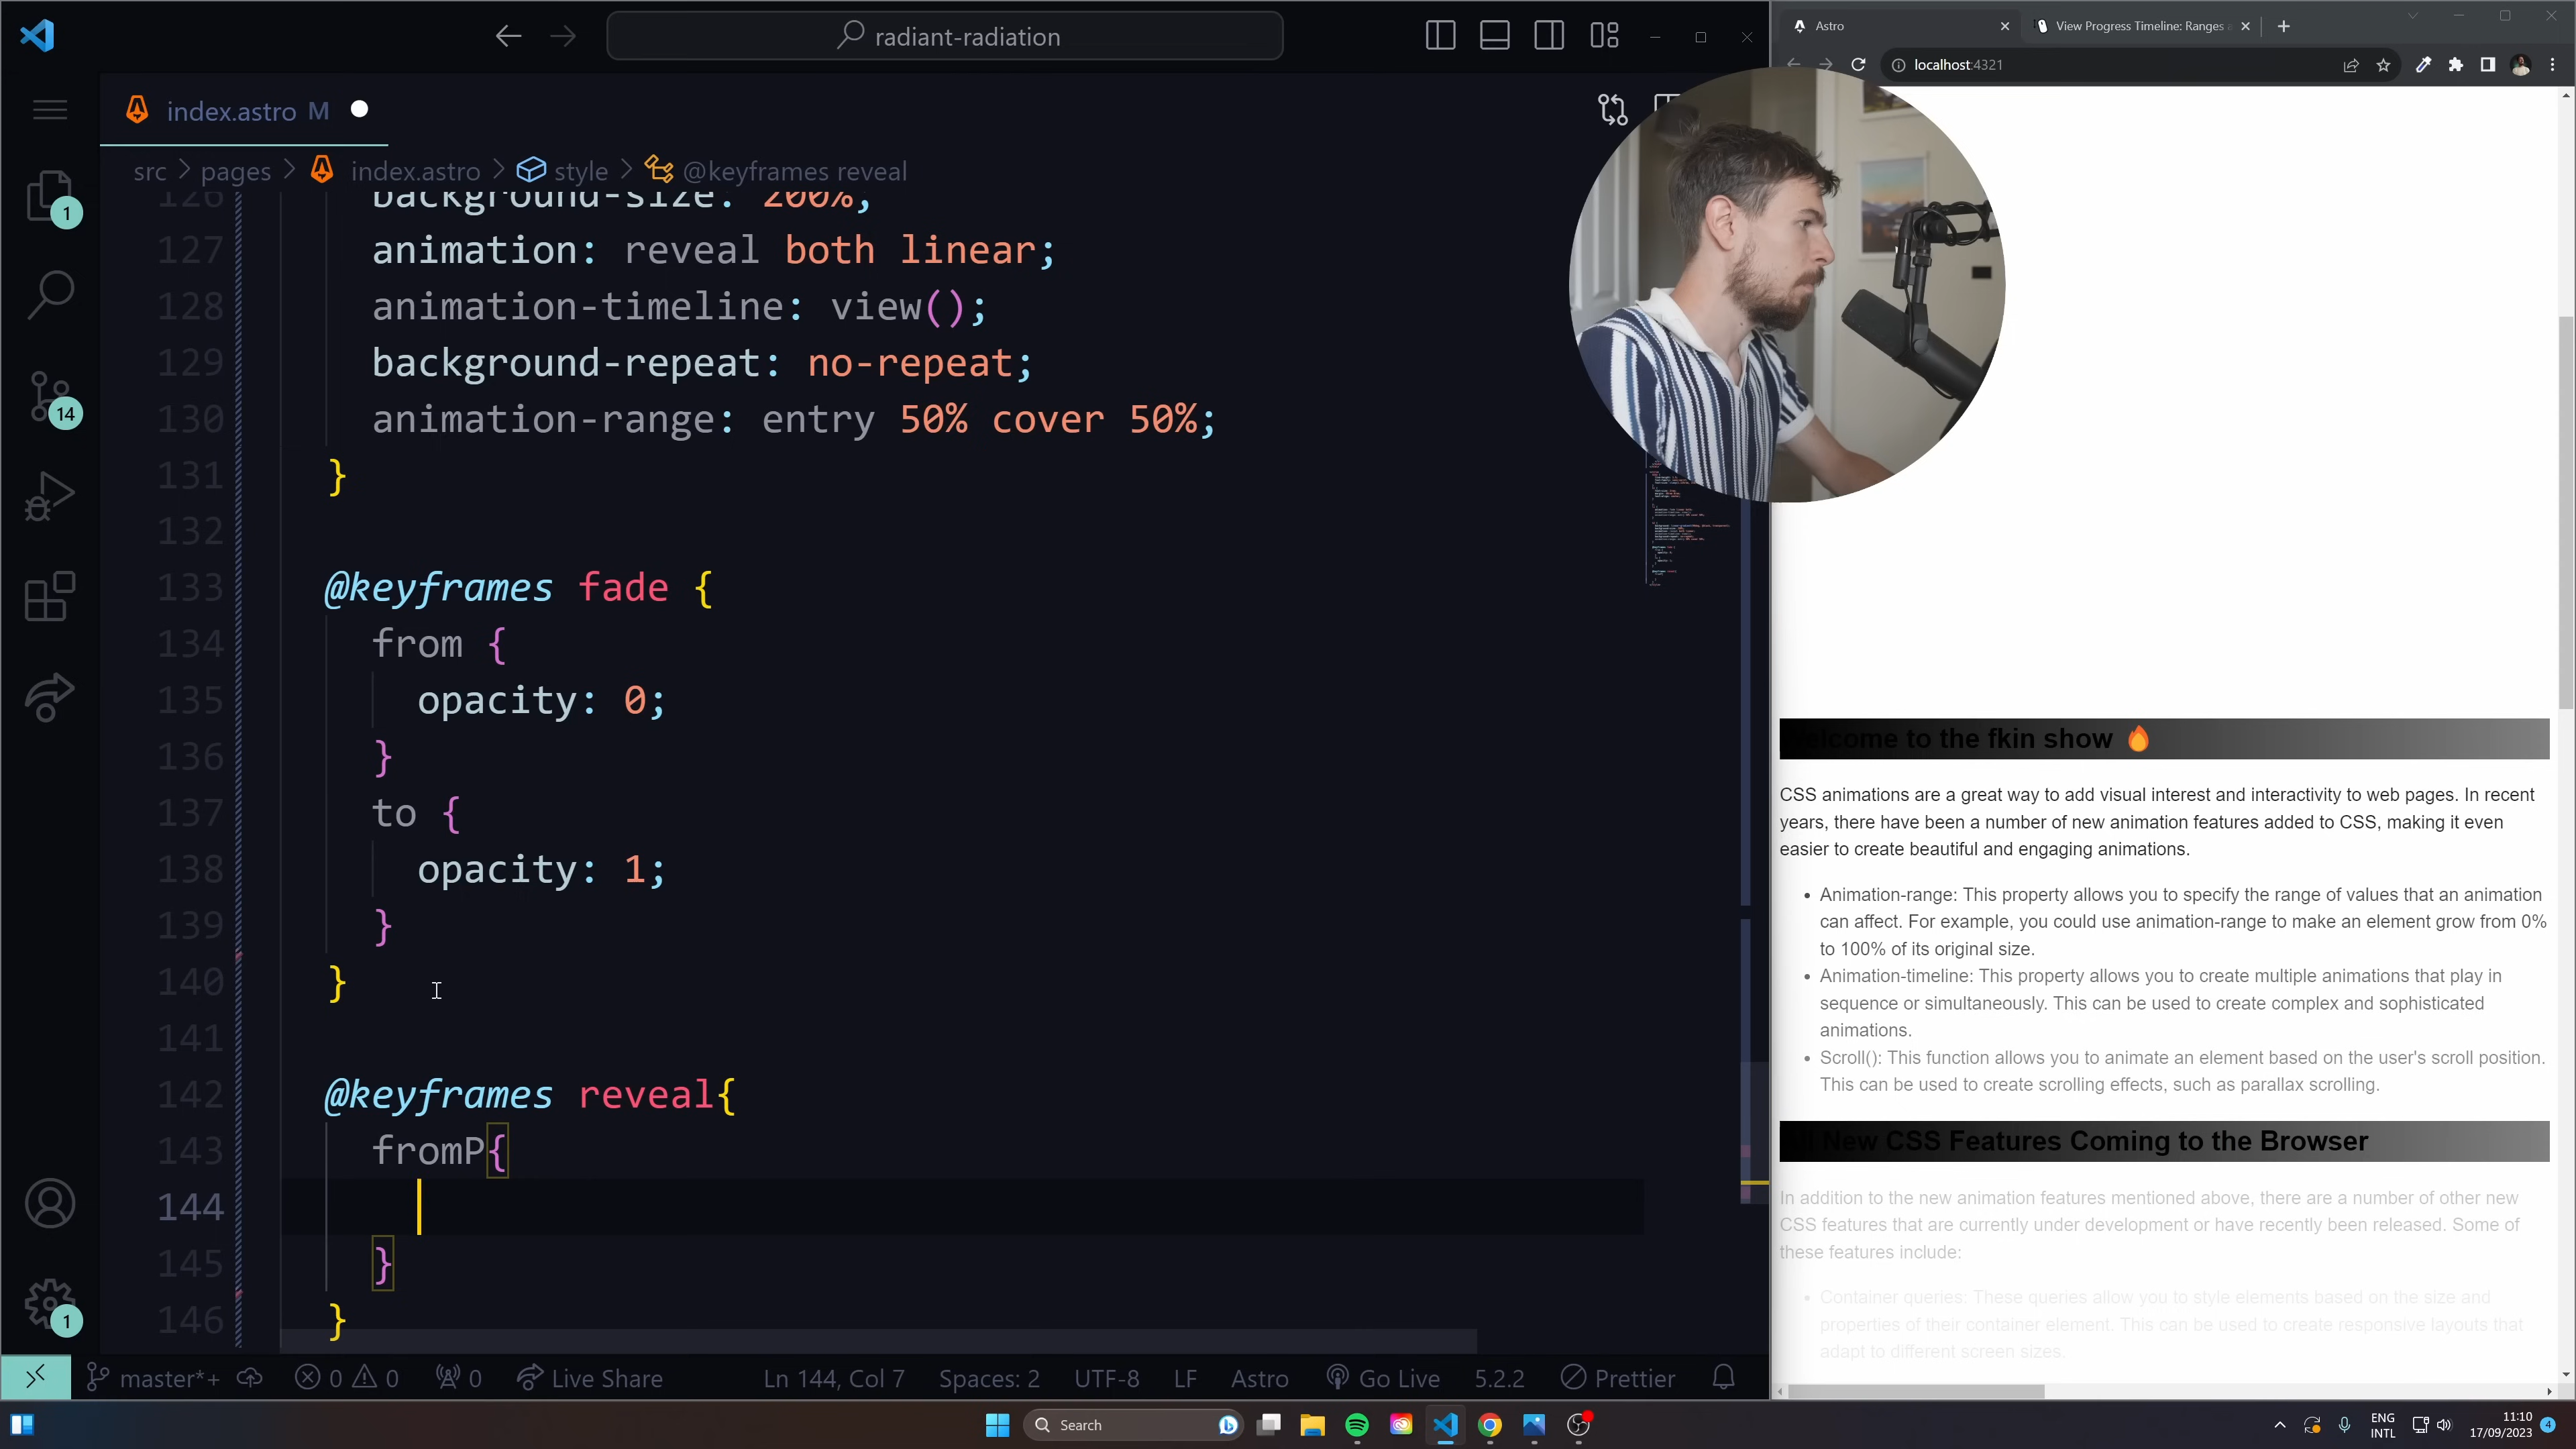 radiant-radiation
index.astro M
src > pages > index.astro > style > @keyframes reveal
126 background-size: 200%;
127 animation: reveal both linear;
128 animation-timeline: view();
129 background-repeat: no-repeat;
130 animation-range: entry 50% cover 50%;
131 }
132
133 @keyframes fade {
134 from {
135 opacity: 0;
136 }
137 to {
138 opacity: 1;
139 }
140 }
141
142 @keyframes reveal{
143 fromP{
144
145 }
146 }
1
14
1
master*+ 0 0 0 Live Share Ln 144, Col 7 Spaces: 2 UTF-8 LF Astro Go Live 5.2.2 Prettier
Astro
View Progress Timeline: Ranges
localhost:4321
come to the fkin show 🔥
CSS animations are a great way to add visual interest and interactivity to web pages. In recent
years, there have been a number of new animation features added to CSS, making it even
easier to create beautiful and engaging animations.
• Animation-range: This property allows you to specify the range of values that an animation
can affect. For example, you could use animation-range to make an element grow from 0%
to 100% of its original size.
• Animation-timeline: This property allows you to create multiple animations that play in
sequence or simultaneously. This can be used to create complex and sophisticated
animations.
• Scroll(): This function allows you to animate an element based on the user's scroll position.
This can be used to create scrolling effects, such as parallax scrolling.
New CSS Features Coming to the Browser
In addition to the new animation features mentioned above, there are a number of other new
CSS features that are currently under development or have recently been released. Some of
these features include:
• Container queries: These queries allow you to style elements based on the size and
properties of their container element. This can be used to create responsive layouts that
adapt to different screen sizes.
Search
ENG
INTL
11:10
17/09/2023
4